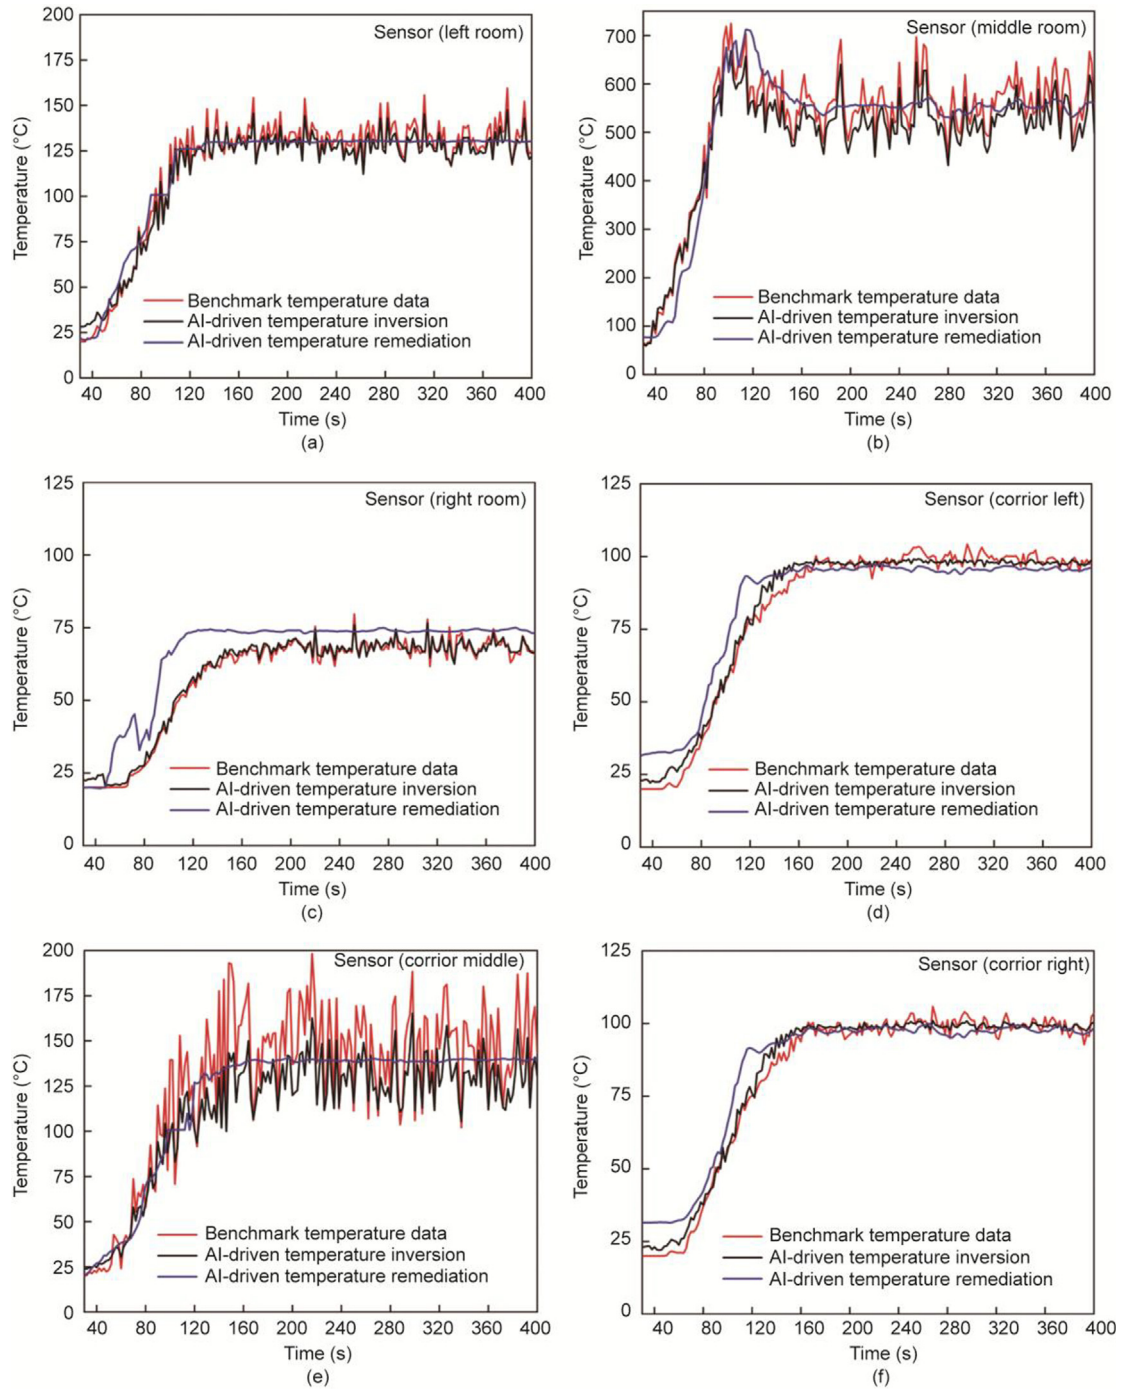 200
175
150
125
100
75
50
25
0
Temperature (°C)
Sensor (left room)
Benchmark temperature data
AI-driven temperature inversion
AI-driven temperature remediation
40 80 120 160 200 240 280 320 360 400
Time (s)
(a)
700
600
500
400
300
200
100
0
Temperature (°C)
Sensor (middle room)
Benchmark temperature data
AI-driven temperature inversion
AI-driven temperature remediation
40 80 120 160 200 240 280 320 360 400
Time (s)
(b)
125
100
75
50
25
0
Temperature (°C)
Sensor (right room)
Benchmark temperature data
AI-driven temperature inversion
AI-driven temperature remediation
40 80 120 160 200 240 280 320 360 400
Time (s)
(c)
125
100
75
50
25
0
Temperature (°C)
Sensor (corrior left)
Benchmark temperature data
AI-driven temperature inversion
AI-driven temperature remediation
40 80 120 160 200 240 280 320 360 400
Time (s)
(d)
200
175
150
125
100
75
50
25
0
Temperature (°C)
Sensor (corrior middle)
Benchmark temperature data
AI-driven temperature inversion
AI-driven temperature remediation
40 80 120 160 200 240 280 320 360 400
Time (s)
(e)
125
100
75
50
25
0
Temperature (°C)
Sensor (corrior right)
Benchmark temperature data
AI-driven temperature inversion
AI-driven temperature remediation
40 80 120 160 200 240 280 320 360 400
Time (s)
(f)